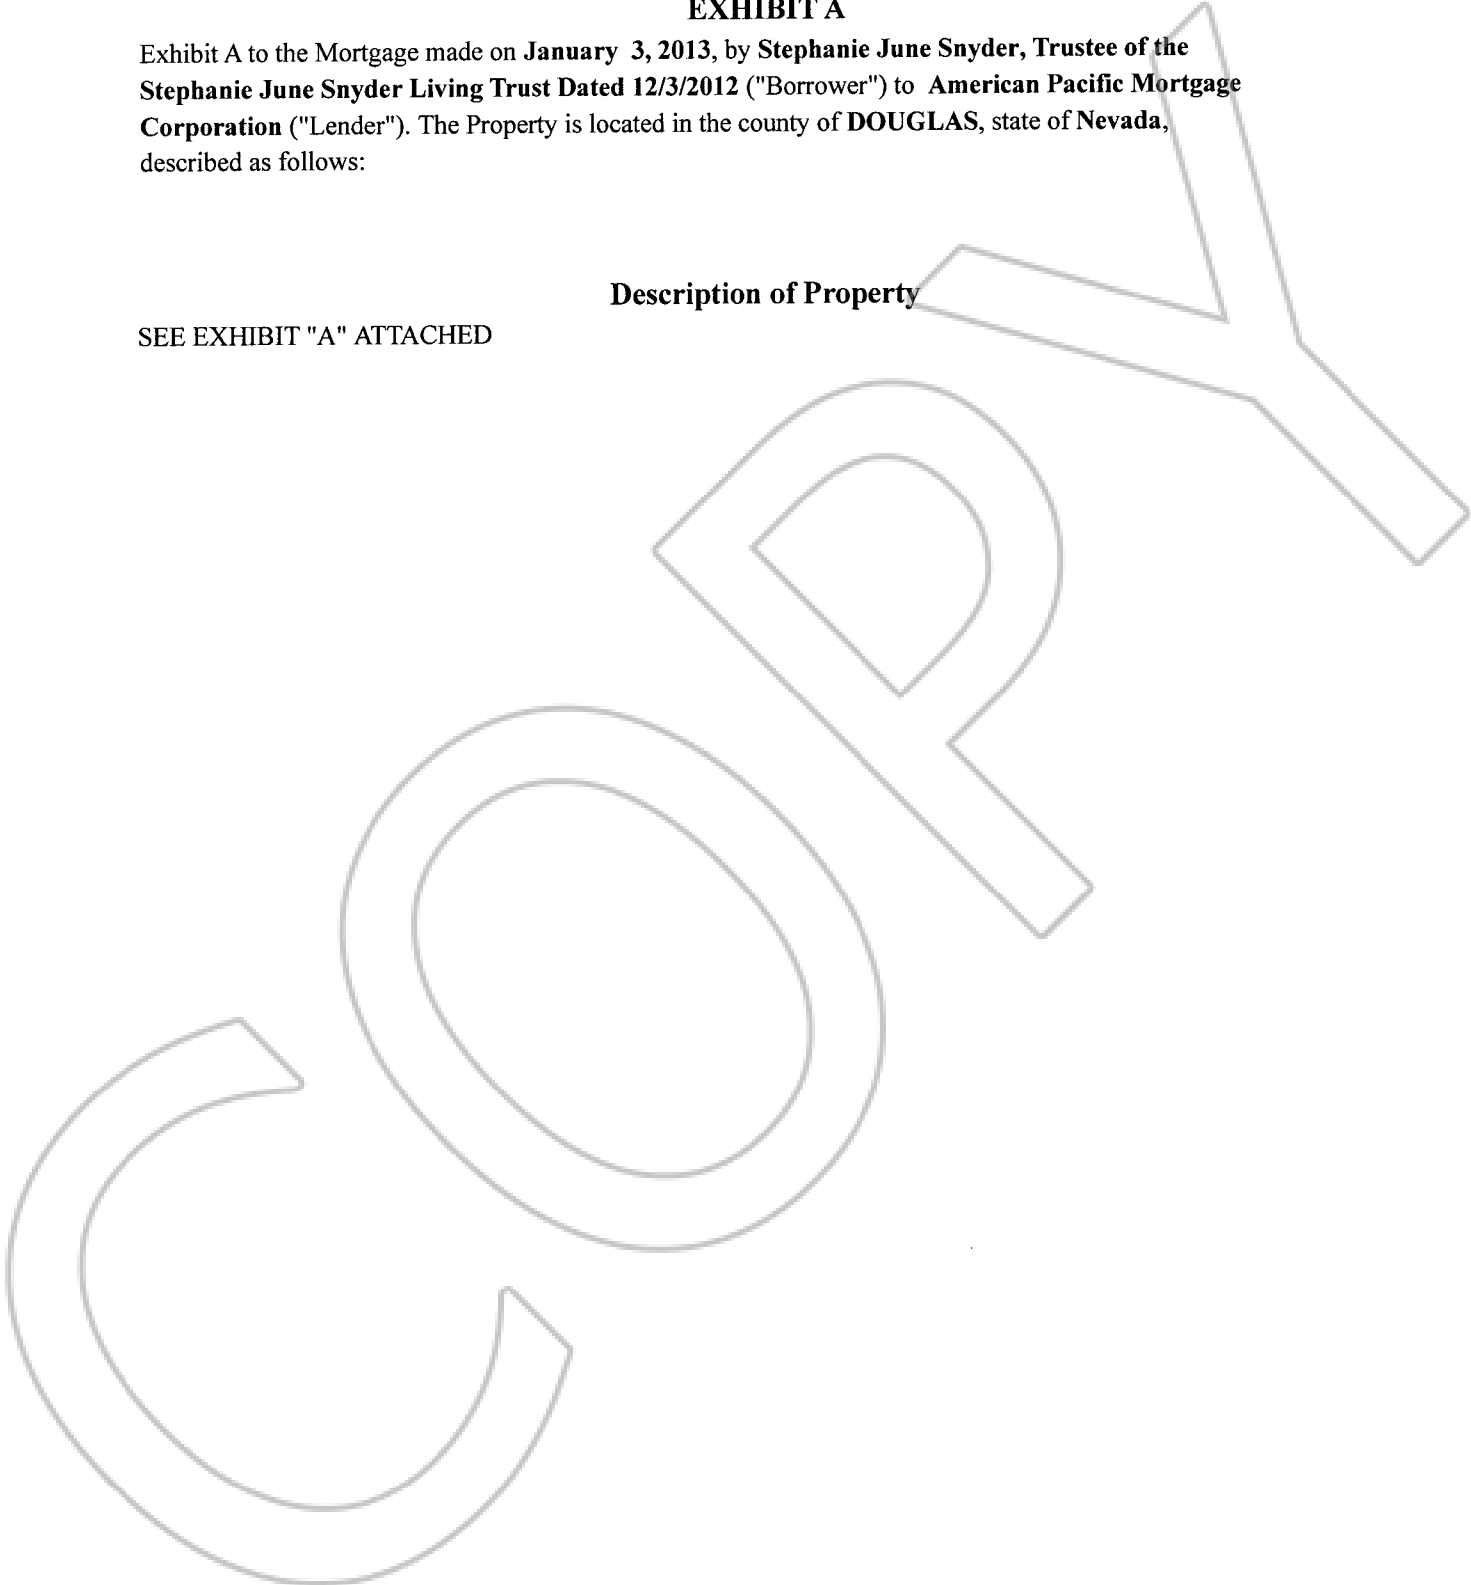 EXHIBIT A
Exhibit A to the Mortgage made on January 3, 2013, by Stephanie June Snyder, Trustee of the
Stephanie June Snyder Living Trust Dated 12/3/2012 ("Borrower") to American Pacific Mortgage
Corporation ("Lender"). The Property is located in the county of DOUGLAS, state of Nevada,
described as follows:
Description of Property
SEE EXHIBIT "A" ATTACHED
COPY